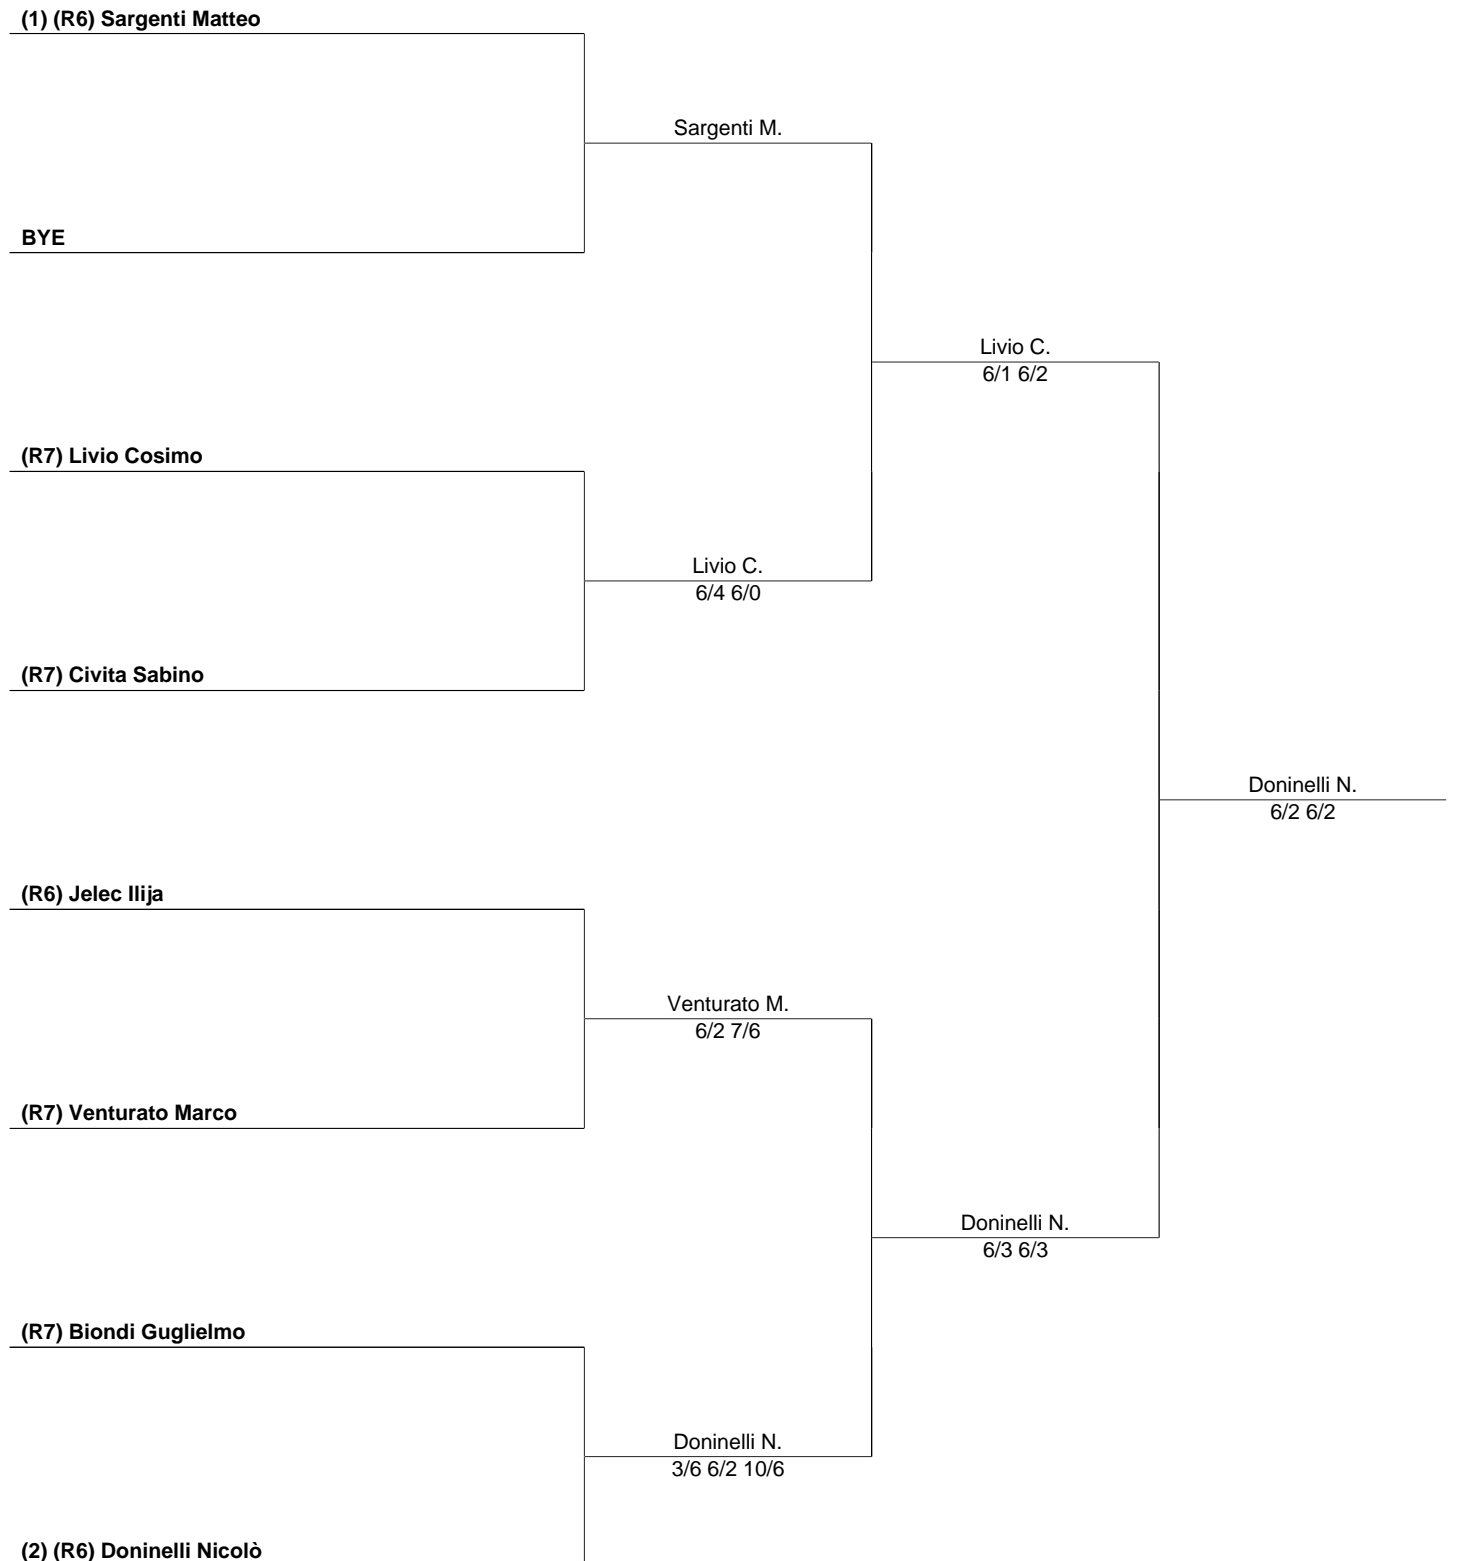 (1) (R6) Sargenti Matteo
Sargenti M.
BYE
Livio C.
6/1 6/2
(R7) Livio Cosimo
Livio C.
6/4 6/0
(R7) Civita Sabino
Doninelli N.
6/2 6/2
(R6) Jelec Ilija
Venturato M.
6/2 7/6
(R7) Venturato Marco
Doninelli N.
6/3 6/3
(R7) Biondi Guglielmo
Doninelli N.
3/6 6/2 10/6
(2) (R6) Doninelli Nicolò